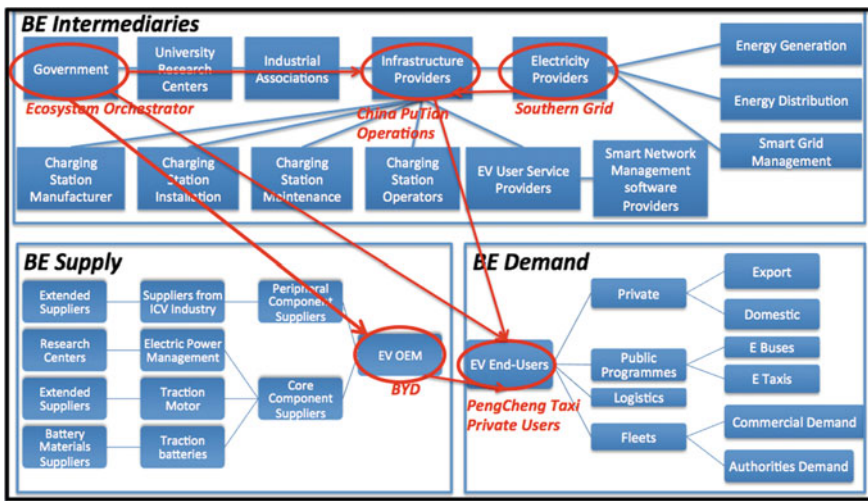 BE Intermediaries
Government
University
Research
Centers
Industrial
Associations
Infrastructure
Providers
Electricity
Providers
Energy Generation
Ecosystem Orchestrator
China PuTian
Operations
Southern Grid
Energy Distribution
Smart Grid
Management
Charging
Station
Manufacturer
Charging
Station
Installation
Charging
Station
Maintenance
Charging
Station
Operators
EV User Service
Providers
Smart Network
Management
software
Providers
BE Supply
Extended
Suppliers
Suppliers from
ICV Industry
Peripheral
Component
Suppliers
Research
Centers
Electric Power
Management
EV OEM
BYD
Extended
Suppliers
Traction
Motor
Core
Component
Suppliers
Battery
Materials
Suppliers
Traction
batteries
BE Demand
Private
Export
Domestic
EV End-Users
PengCheng Taxi
Private Users
Public
Programmes
E Buses
E Taxis
Logistics
Fleets
Commercial Demand
Authorities Demand